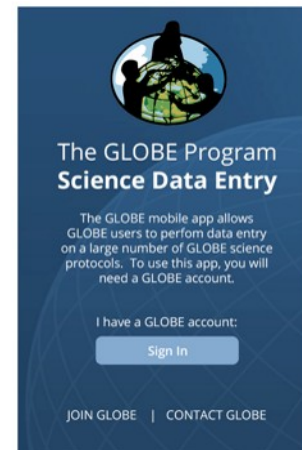 The GLOBE Program
Science Data Entry
The GLOBE mobile app allows
GLOBE users to perfom data entry
on a large number of GLOBE science
protocols. To use this app, you will
need a GLOBE account.
I have a GLOBE account:
Sign In
JOIN GLOBE | CONTACT GLOBE